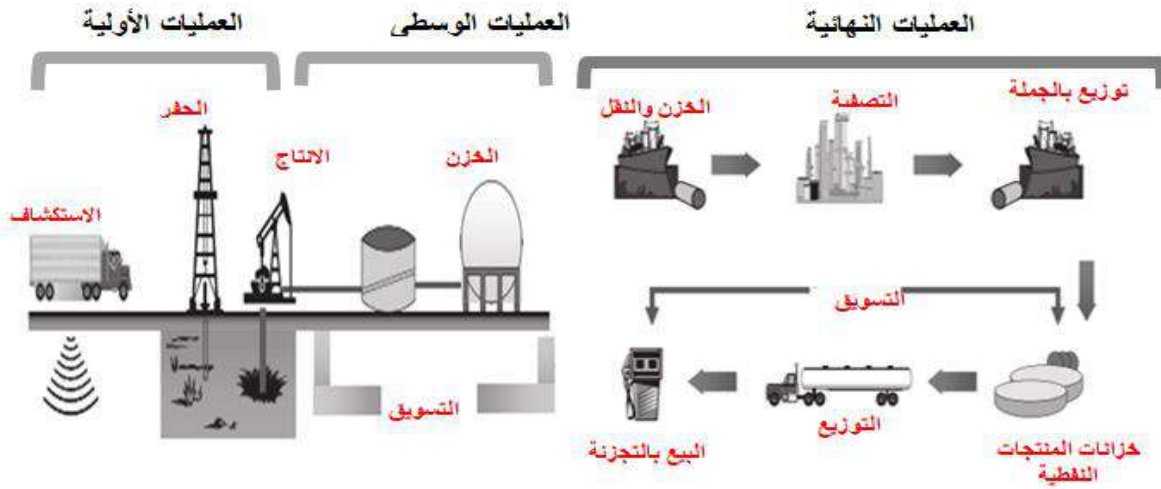 العمليات الأولية
العمليات الوسطى
العمليات النهائية
الحفر
الانتاج
الخزن
الاستكشاف
التسويق
الخزن والنقل
التصفية
توزيع بالجملة
التسويق
البيع بالتجزئة
التوزيع
خزانات المنتجات
النفطية